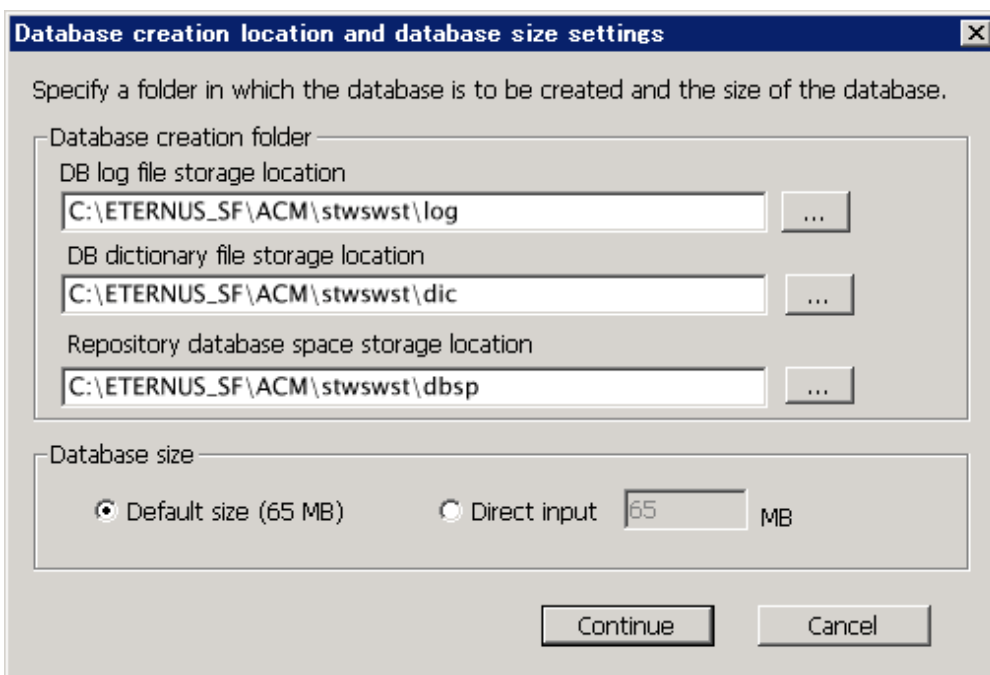 Database creation location and database size settings
Specify a folder in which the database is to be created and the size of the database.
Database creation folder
DB log file storage location
C:\ETERNUS_SF\ACM\stwswst\log
...
DB dictionary file storage location
C:\ETERNUS_SF\ACM\stwswst\dic
...
Repository database space storage location
C:\ETERNUS_SF\ACM\stwswst\dbsp
...
Database size
Default size (65 MB) Direct input 65 MB
Continue Cancel